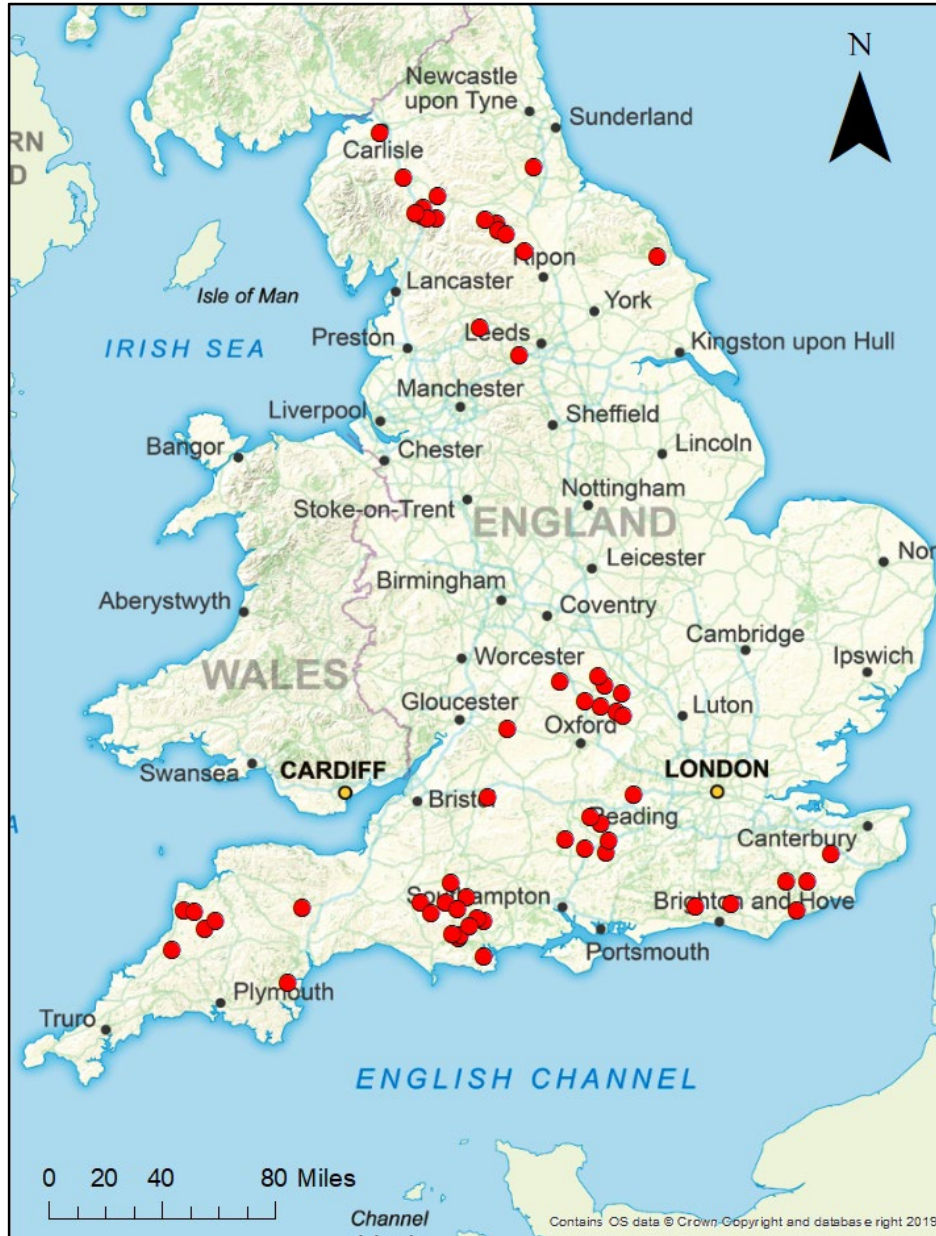 N
Newcastle
upon Tyne
Sunderland
RN
D
Carlisle
Ripon
Isle of Man
Lancaster
York
IRISH SEA
Preston
Leeds
Kingston upon Hull
Manchester
Liverpool
Sheffield
Bangor
Chester
Lincoln
Stoke-on-Trent
Nottingham
ENGLAND
Leicester
Nor
Birmingham
Aberystwyth
Coventry
Cambridge
Worcester
Ipswich
WALES
Gloucester
Luton
Oxford
Swansea
CARDIFF
LONDON
Bristol
Reading
Canterbury
A
Southampton
Brighton and Hove
Portsmouth
Plymouth
Truro
ENGLISH CHANNEL
0 20 40 80 Miles
Channel
Contains OS data © Crown Copyright and database right 2019